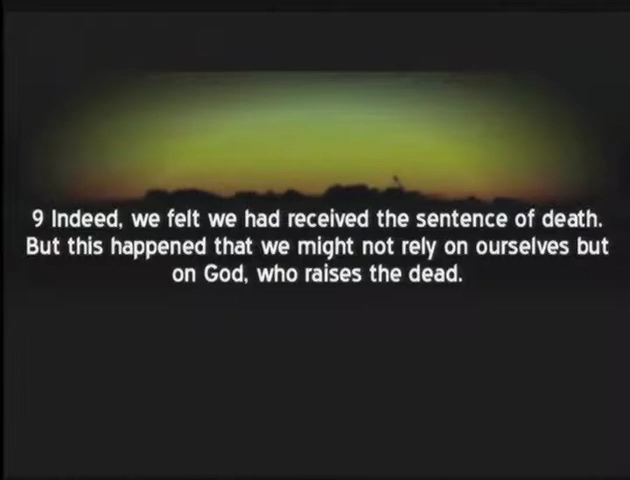 9 Indeed, we felt we had received the sentence of death.
But this happened that we might not rely on ourselves but
on God, who raises the dead.